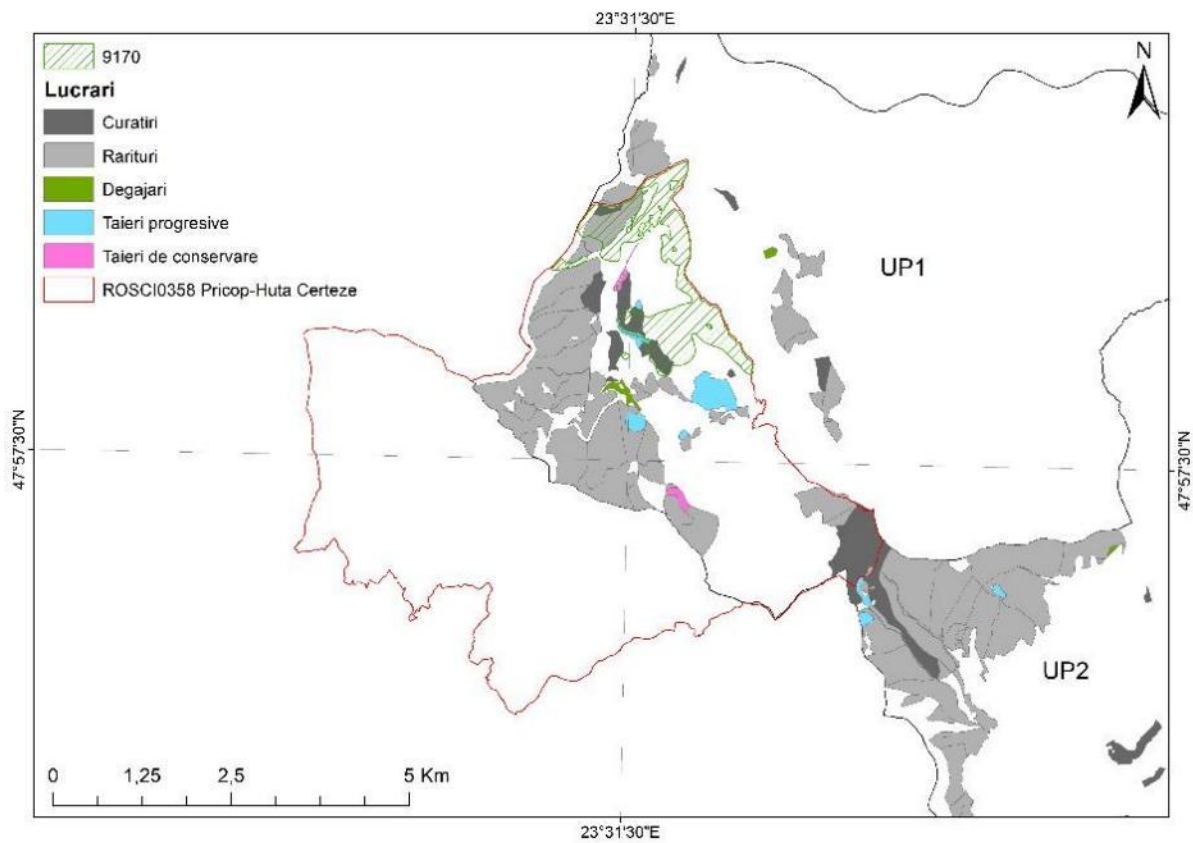 23°31'30"E
N
9170
Lucrari
Curatiri
Rarituri
Degajari
Taieri progresive
Taieri de conservare
ROSCI0358 Pricop-Huta Certeze
UP1
47°57'30"N
47°57'30"N
UP2
0 1,25 2,5 5 Km
23°31'30"E